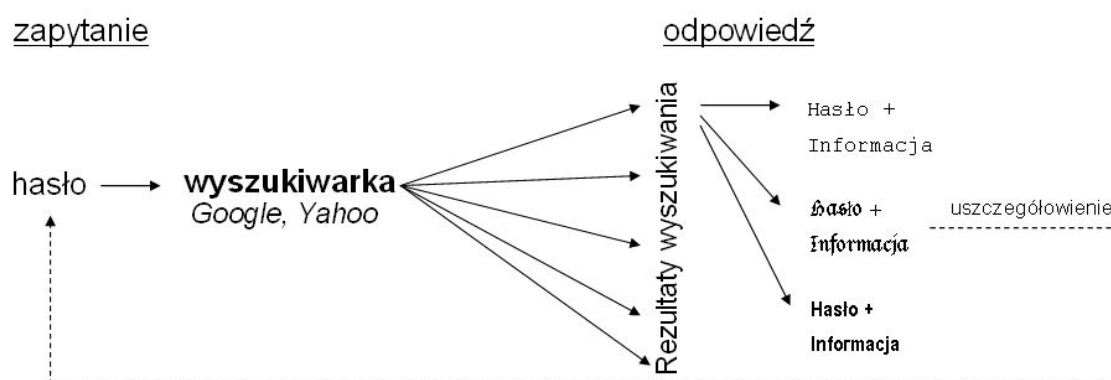 zapytanie
odpowiedź
hasło
wyszukiwarka
Google, Yahoo
Rezultaty wyszukiwania
Hasło +
Informacja
Hasło +
Informacja
uszczegółowienie
Hasło +
Informacja